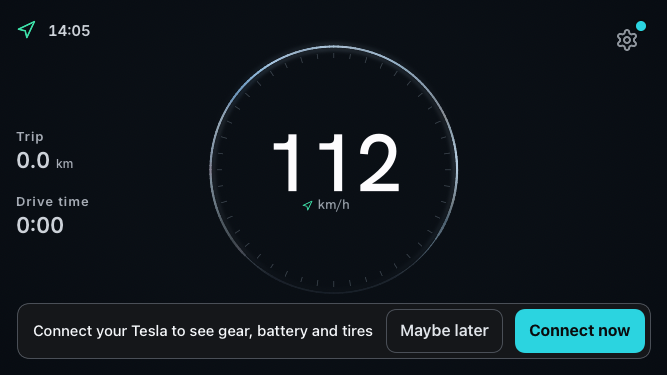 14:05
Trip
0.0 km
Drive time
0:00
112
km/h
Connect your Tesla to see gear, battery and tires
Maybe later
Connect now